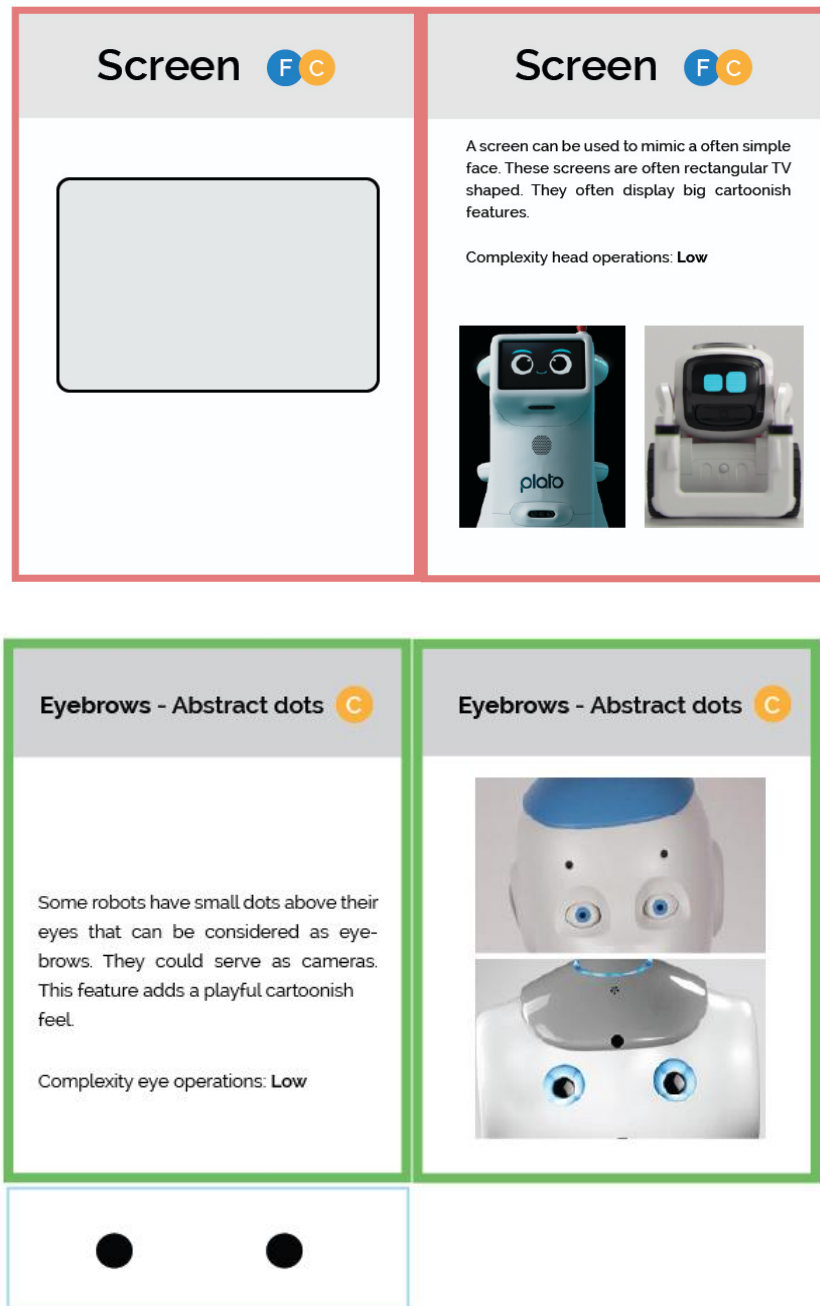 Screen F C
Screen F C
A screen can be used to mimic a often simple
face. These screens are often rectangular TV
shaped. They often display big cartoonish
features.
Complexity head operations: Low
plato
Eyebrows - Abstract dots C
Some robots have small dots above their
eyes that can be considered as eye-
brows. They could serve as cameras.
This feature adds a playful cartoonish
feel.
Complexity eye operations: Low
Eyebrows - Abstract dots C